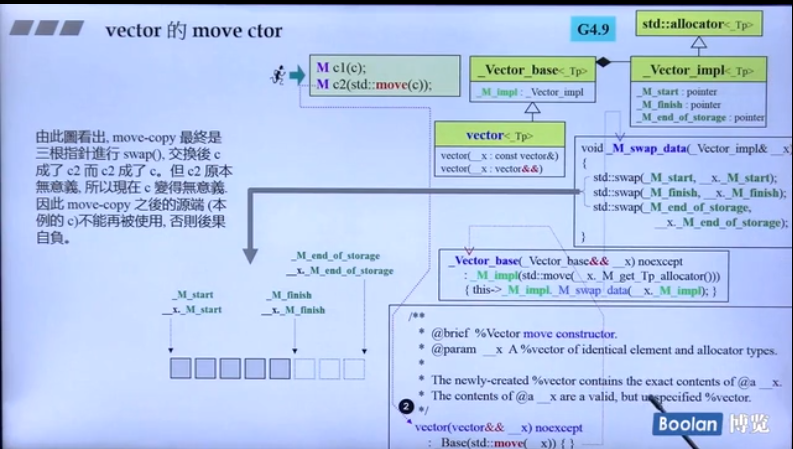 vector 的 move ctor
G4.9
std::allocator<_Tp>
M c1(c);
M c2(std::move(c));
_Vector_base<_Tp>
_M_impl : _Vector_impl
_Vector_impl<_Tp>
_M_start : pointer
_M_finish : pointer
_M_end_of_storage : pointer
vector<_Tp>
vector(__x : const vector&)
vector(__x : vector&&)
由此圖看出, move-copy 最終是
三根指針進行 swap(), 交換後 c
成了 c2 而 c2 成了 c。但 c2 原本
無意義, 所以現在 c 變得無意義.
因此 move-copy 之後的源端 (本
例的 c)不能再被使用, 否則後果
自負。
void _M_swap_data(_Vector_impl& __x)
{
std::swap(_M_start, __x._M_start);
std::swap(_M_finish, __x._M_finish);
std::swap(_M_end_of_storage,
__x._M_end_of_storage);
}
_Vector_base(_Vector_base&& __x) noexcept
: _M_impl(std::move(__x._M_get_Tp_allocator()))
{ this->_M_impl._M_swap_data(__x._M_impl); }
_M_end_of_storage
__x._M_end_of_storage
_M_start
__x._M_start
_M_finish
__x._M_finish
/**
* @brief %Vector move constructor.
* @param __x A %vector of identical element and allocator types.
*
* The newly-created %vector contains the exact contents of @a __x.
* The contents of @a __x are a valid, but unspecified %vector.
*/
2
vector(vector&& __x) noexcept
: _Base(std::move(__x)) { }
Boolan 博览